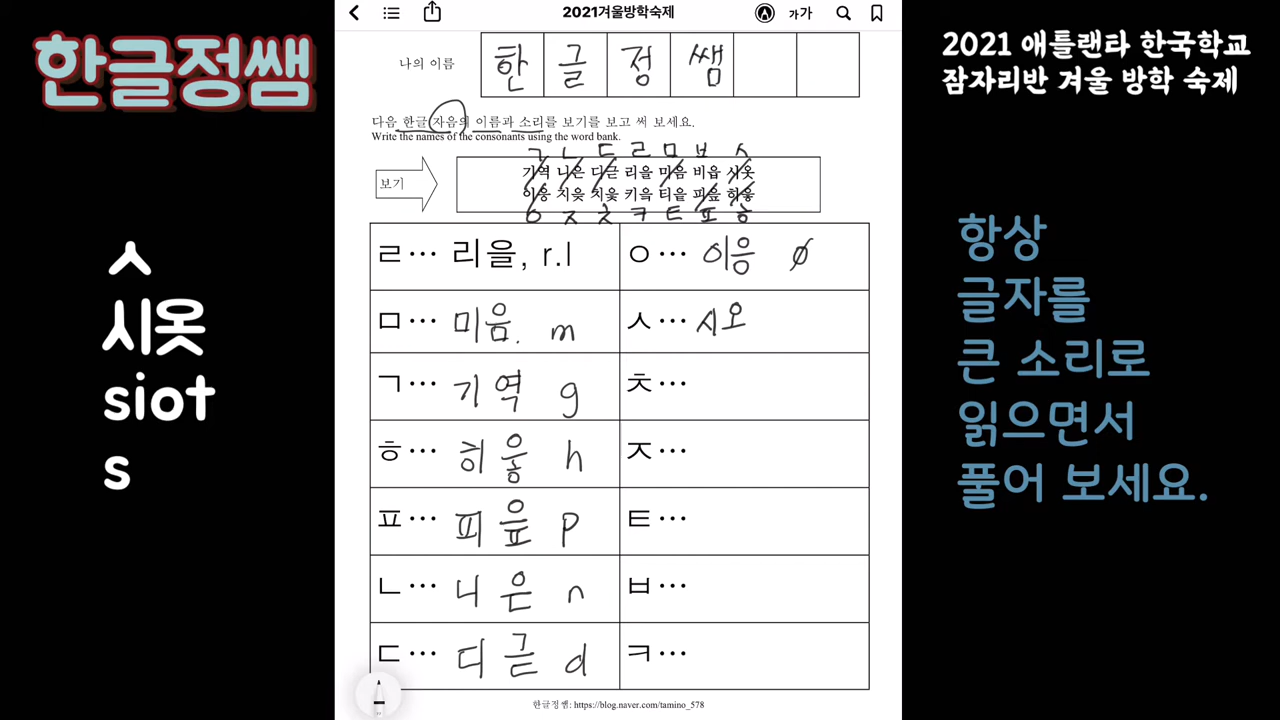 한글정쌤
ㅅ
시옷
siot
s
2021겨울방학숙제
가가
나의 이름
한 글 정 쌤
다음 한글 자음의 이름과 소리를 보기를 보고 써 보세요.
Write the names of the consonants using the word bank.
보기
ㄱ ㄴ ㄷ ㄹ ㅁ ㅂ ㅅ
기역 니은 디귿 리을 미음 비읍 시옷
이응 지읒 치읓 키읔 티읕 피읖 히읗
ㅇ ㅈ ㅊ ㅋ ㅌ ㅍ ㅎ
ㄹ… 리을, r.l
ㅇ… 이응 ∅
ㅁ… 미음. m
ㅅ… 시오
ㄱ… 기역 g
ㅊ…
ㅎ… 히읗 h
ㅈ…
ㅍ… 피읖 p
ㅌ…
ㄴ… 니은 n
ㅂ…
ㄷ… 디귿 d
ㅋ…
한글정쌤: https://blog.naver.com/tamino_578
2021 애틀랜타 한국학교
잠자리반 겨울 방학 숙제
항상
글자를
큰 소리로
읽으면서
풀어 보세요.